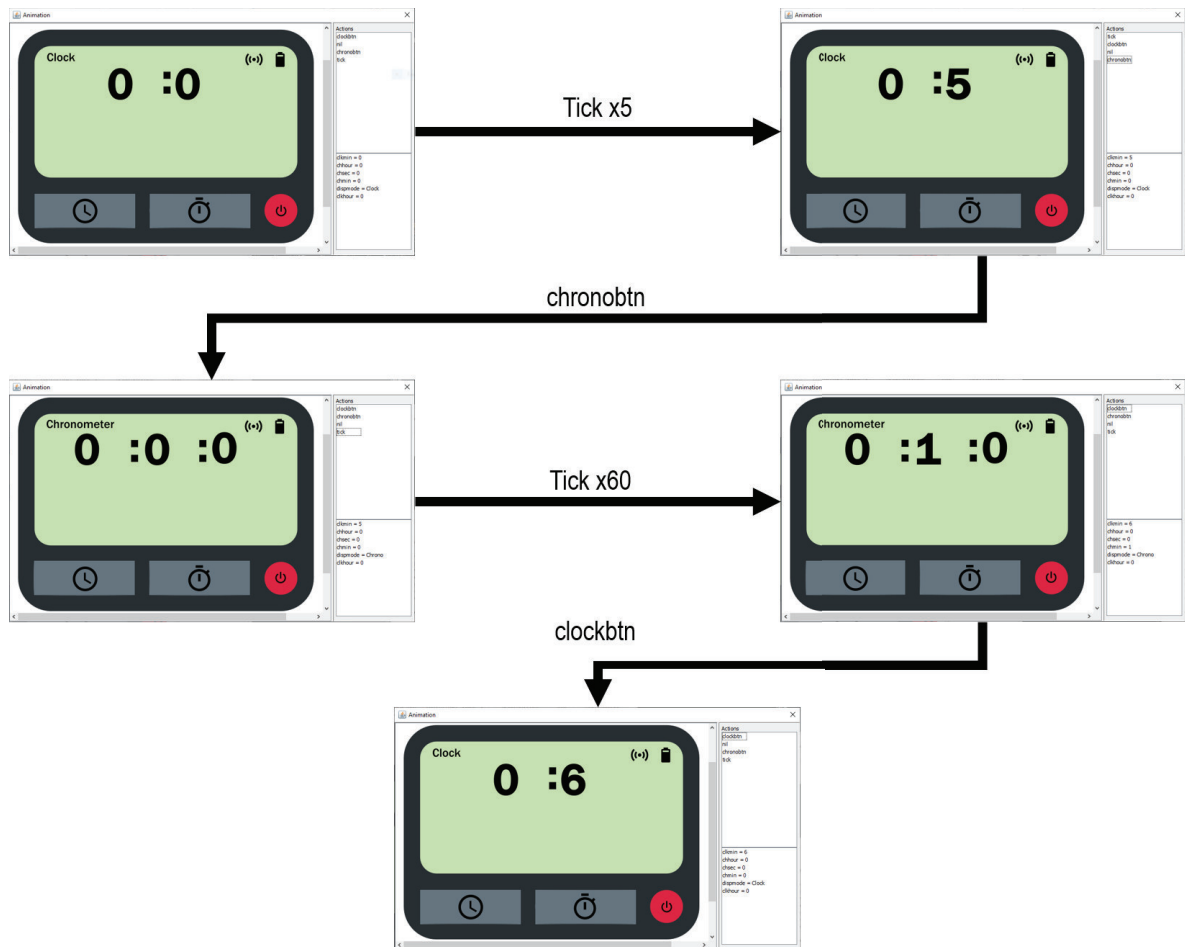 Animation
Clock
0 :0
Actions
clockbtn
nil
chronobtn
tick
clkmin = 0
chhour = 0
chsec = 0
chmin = 0
dispmode = Clock
clkhour = 0
Tick x5
Animation
Clock
0 :5
Actions
tick
clockbtn
nil
chronobtn
clkmin = 5
chhour = 0
chsec = 0
chmin = 0
dispmode = Clock
clkhour = 0
chronobtn
Animation
Chronometer
0 :0 :0
Actions
clockbtn
chronobtn
nil
tick
clkmin = 5
chhour = 0
chsec = 0
chmin = 0
dispmode = Chrono
clkhour = 0
Tick x60
Animation
Chronometer
0 :1 :0
Actions
clockbtn
chronobtn
nil
tick
clkmin = 6
chhour = 0
chsec = 0
chmin = 1
dispmode = Chrono
clkhour = 0
clockbtn
Animation
Clock
0 :6
Actions
clockbtn
nil
chronobtn
tick
clkmin = 6
chhour = 0
chsec = 0
chmin = 0
dispmode = Clock
clkhour = 0